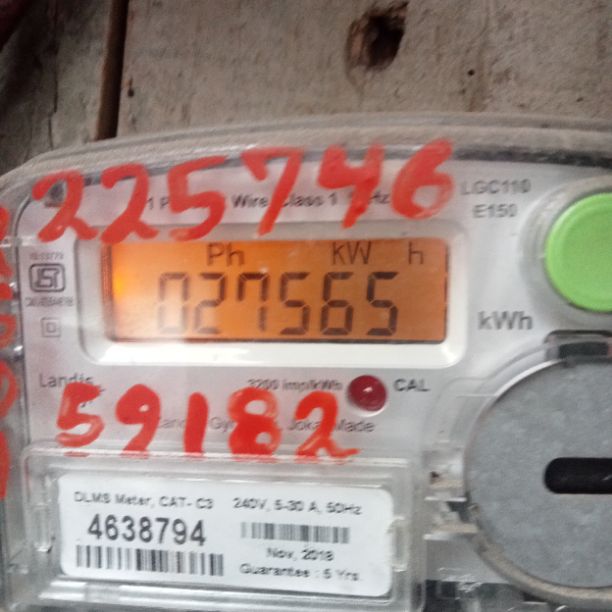 225746
LGC110
E150
Ph kW h
027565
kWh
Landis
3200 imp/kWh
CAL
59182
DLMS Meter, CAT- C3 240V, 5-30 A, 50Hz
4638794
Nov, 2018
Guarantee : 5 Yrs.